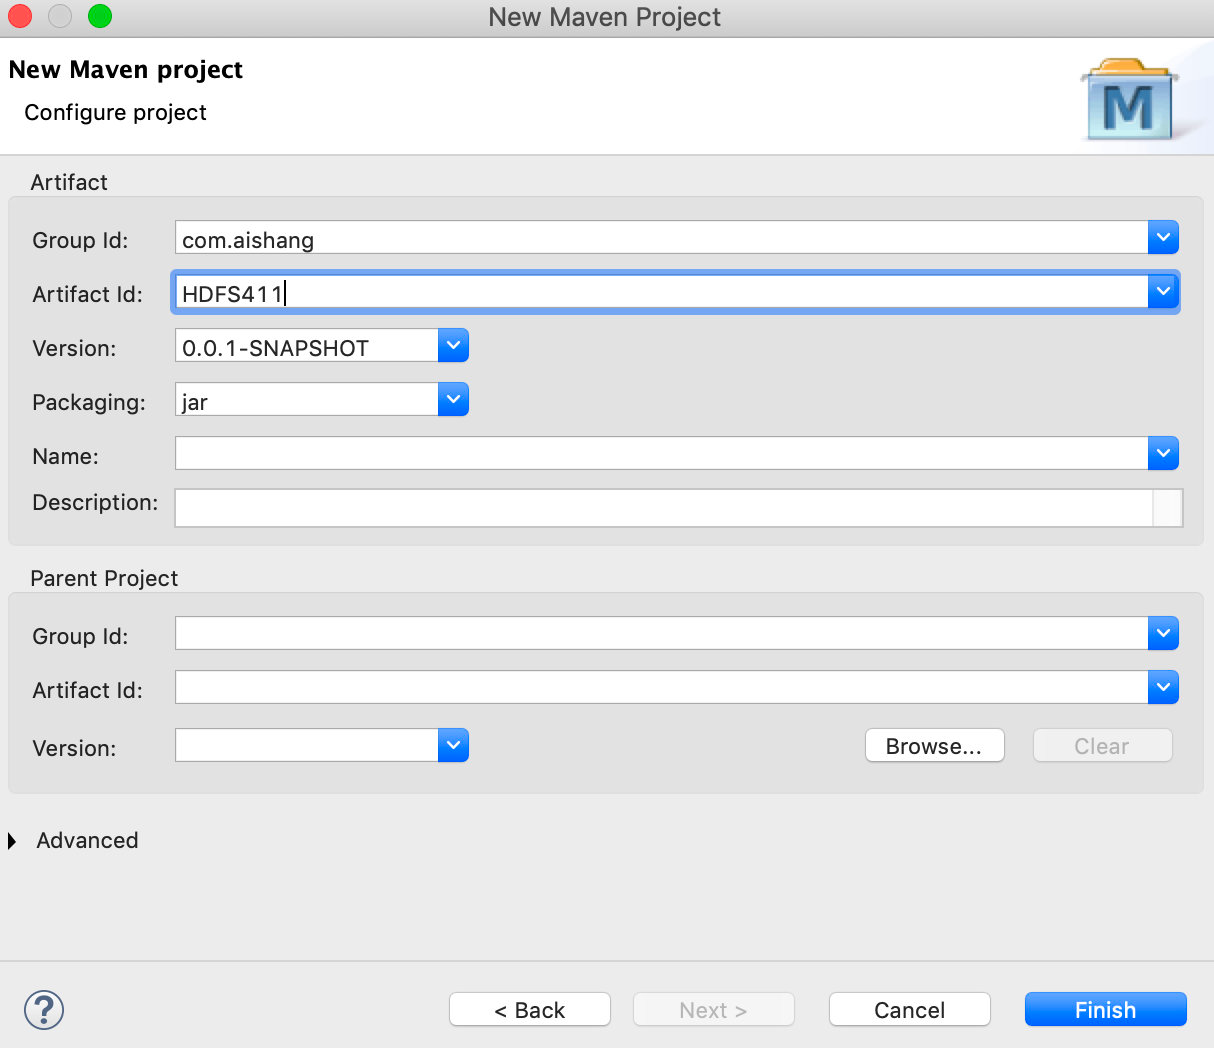 New Maven Project
New Maven project
Configure project
M
Artifact
Group Id: com.aishang
Artifact Id: HDFS411
Version: 0.0.1-SNAPSHOT
Packaging: jar
Name:
Description:
Parent Project
Group Id:
Artifact Id:
Version: Browse... Clear
Advanced
? < Back Next > Cancel Finish